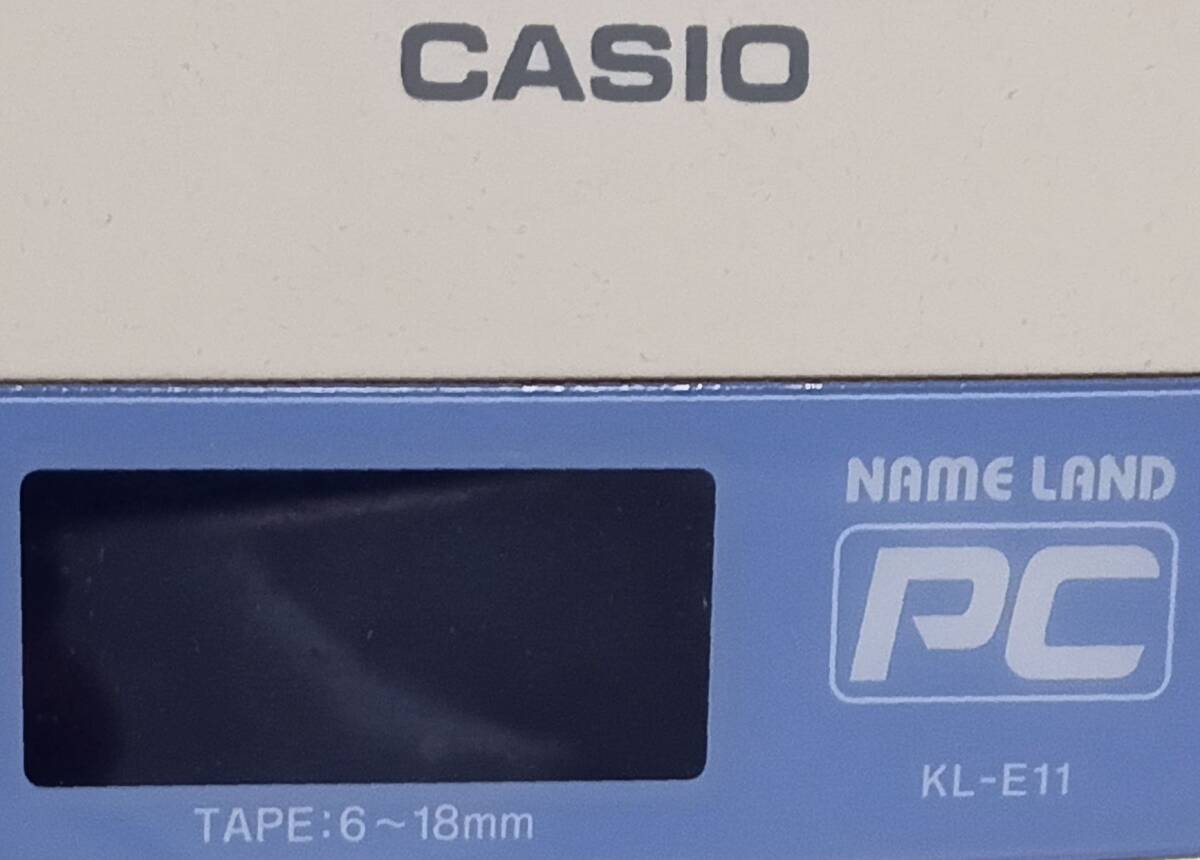 CASIO
NAME LAND
PC
KL-E11
TAPE:6～18mm